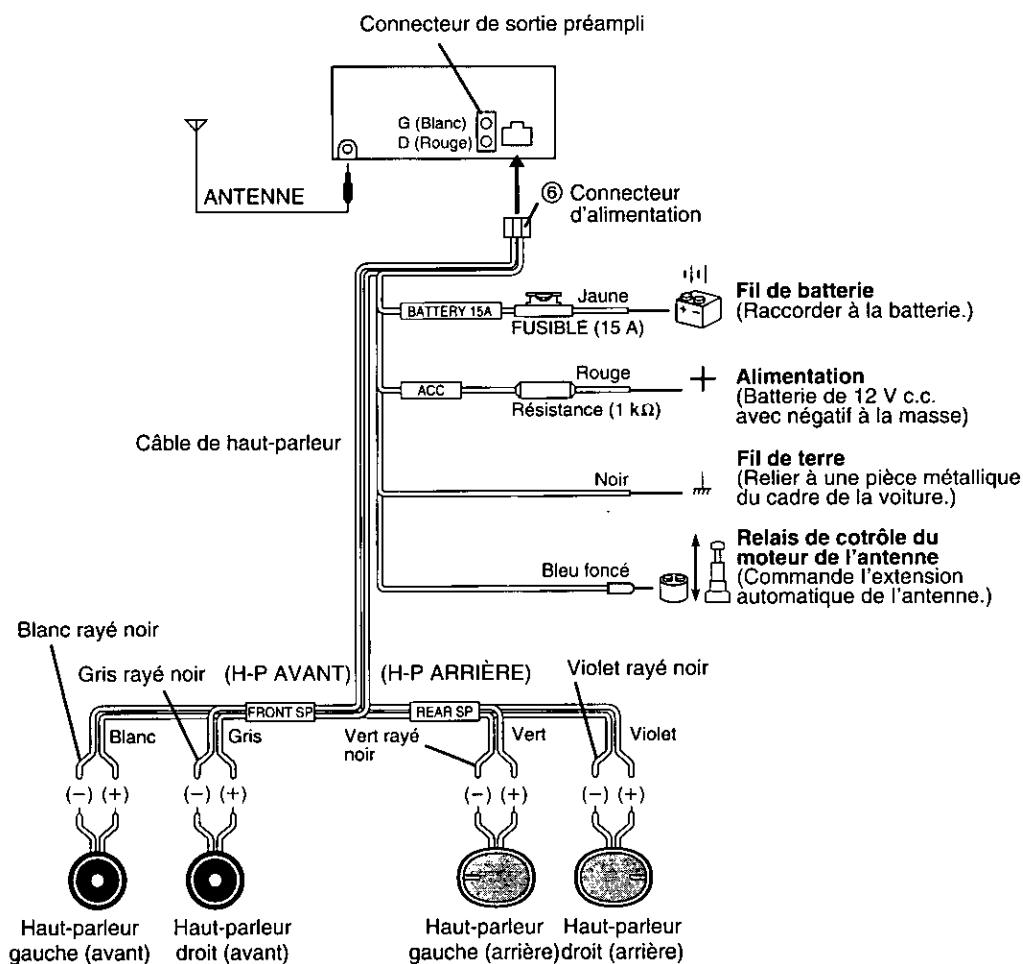 Connecteur de sortie préampli
G (Blanc)
D (Rouge)
ANTENNE
⑥ Connecteur
d'alimentation
BATTERY 15A
Jaune
FUSIBLE (15 A)
Fil de batterie
(Raccorder à la batterie.)
ACC
Rouge
Résistance (1 kΩ)
+ Alimentation
(Batterie de 12 V c.c.
avec négatif à la masse)
Câble de haut-parleur
Noir
Fil de terre
(Relier à une pièce métallique
du cadre de la voiture.)
Bleu foncé
Relais de cotrôle du
moteur de l'antenne
(Commande l'extension
automatique de l'antenne.)
Blanc rayé noir
Gris rayé noir
(H-P AVANT)
(H-P ARRIÈRE)
Violet rayé noir
FRONT SP
REAR SP
Blanc
Gris
Vert rayé
noir
Vert
Violet
(−) (+)
(−) (+)
(−) (+)
(−) (+)
Haut-parleur
gauche (avant)
Haut-parleur
droit (avant)
Haut-parleur
gauche (arrière)
Haut-parleur
droit (arrière)